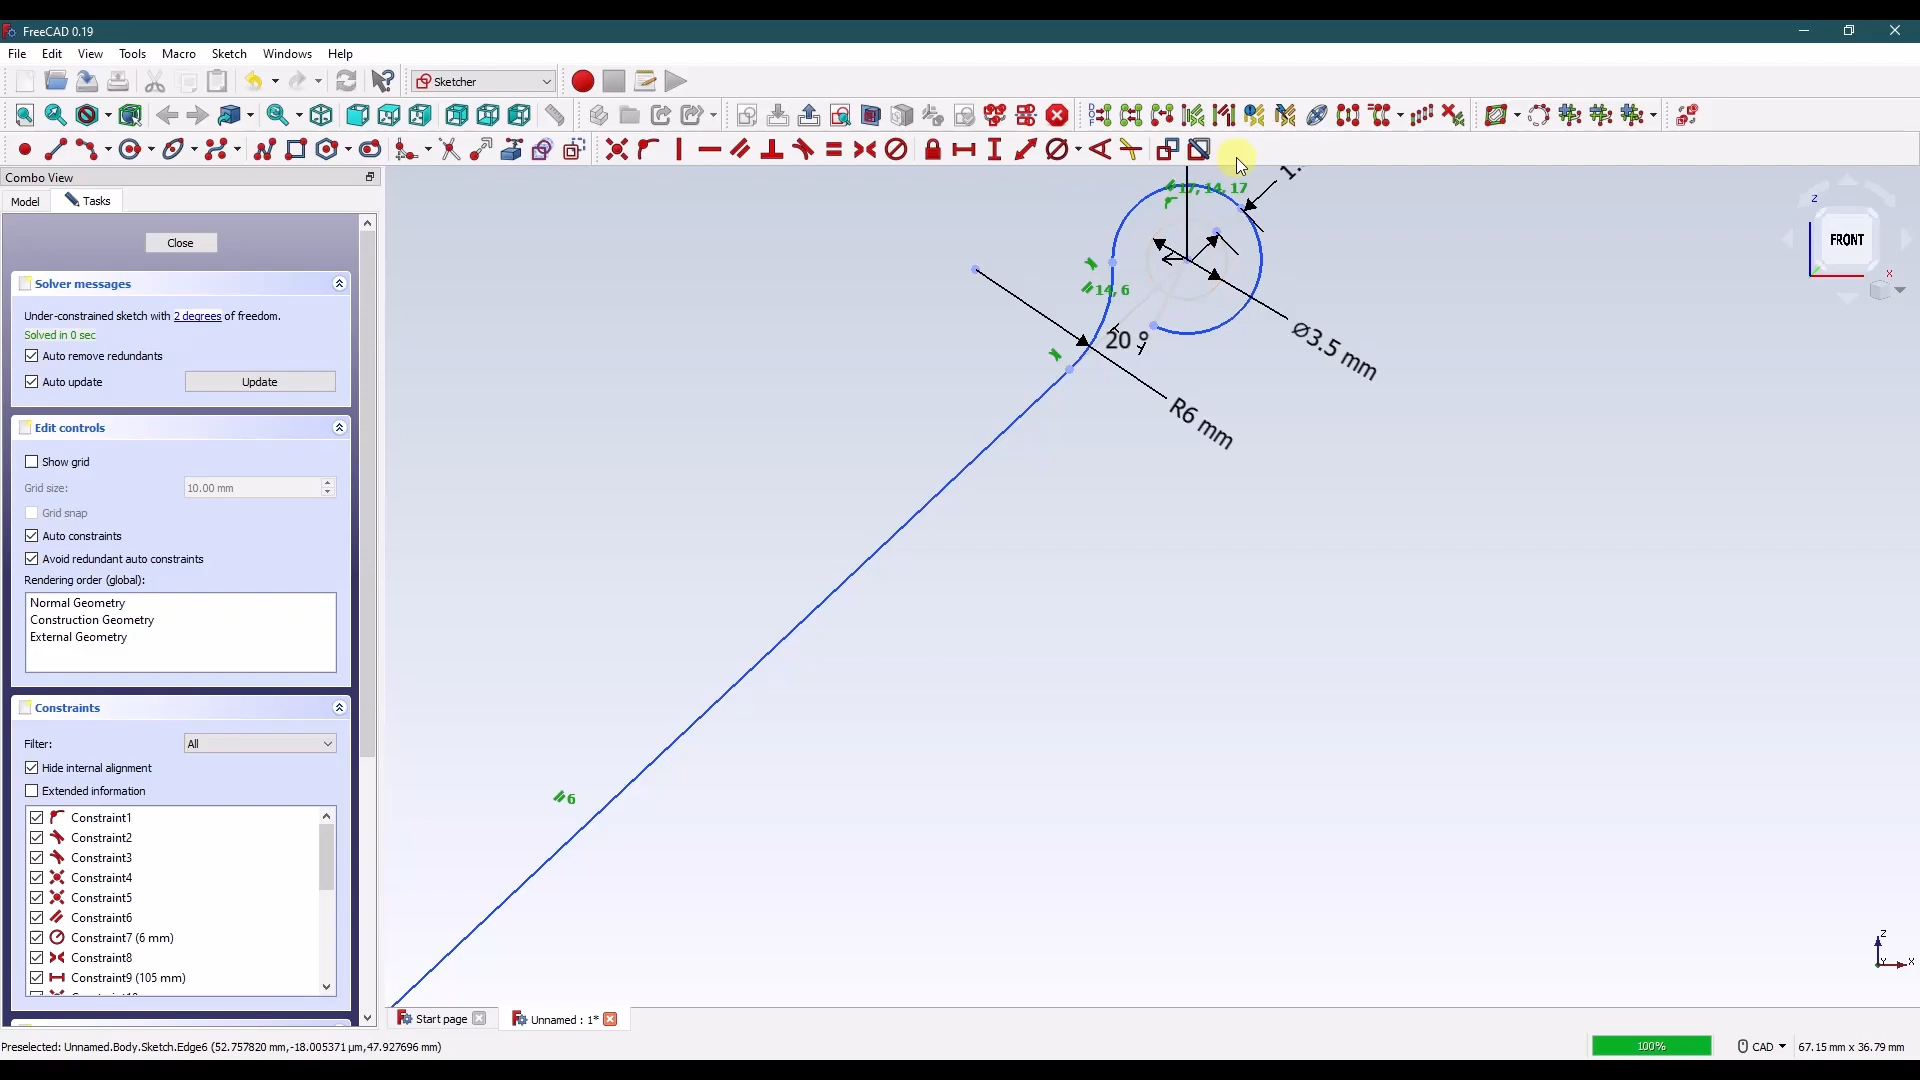 FreeCAD 0.19
File Edit View Tools Macro Sketch Windows Help
Sketcher
Combo View
Model Tasks
Close
Solver messages
Under-constrained sketch with 2 degrees of freedom.
Solved in 0 sec
Auto remove redundants
Auto update Update
Edit controls
Show grid
Grid size: 10.00 mm
Grid snap
Auto constraints
Avoid redundant auto constraints
Rendering order (global):
Normal Geometry
Construction Geometry
External Geometry
Constraints
Filter: All
Hide internal alignment
Extended information
Constraint1
Constraint2
Constraint3
Constraint4
Constraint5
Constraint6
Constraint7 (6 mm)
Constraint8
Constraint9 (105 mm)
17, 14, 17
14, 6
20 °
⌀3.5 mm
R6 mm
6
Z
FRONT
X
Z
Y
X
Start page Unnamed : 1*
Preselected: Unnamed.Body.Sketch.Edge6 (52.757820 mm,-18.005371 µm,47.927696 mm)
100% CAD 67.15 mm x 36.79 mm